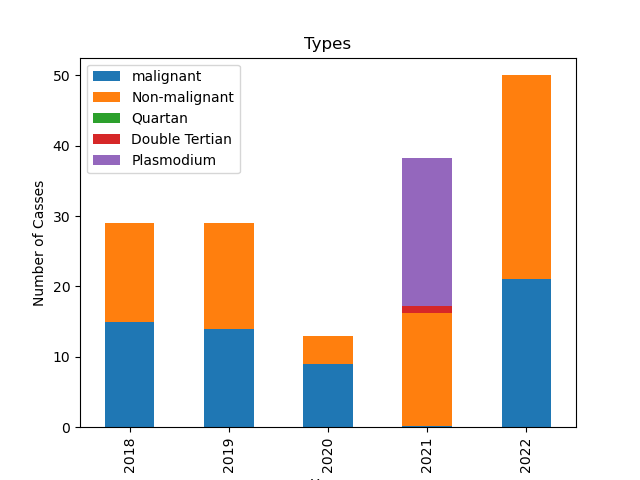 Types
malignant
Non-malignant
Quartan
Double Tertian
Plasmodium
Number of Casses
50
40
30
20
10
0
2018
2019
2020
2021
2022